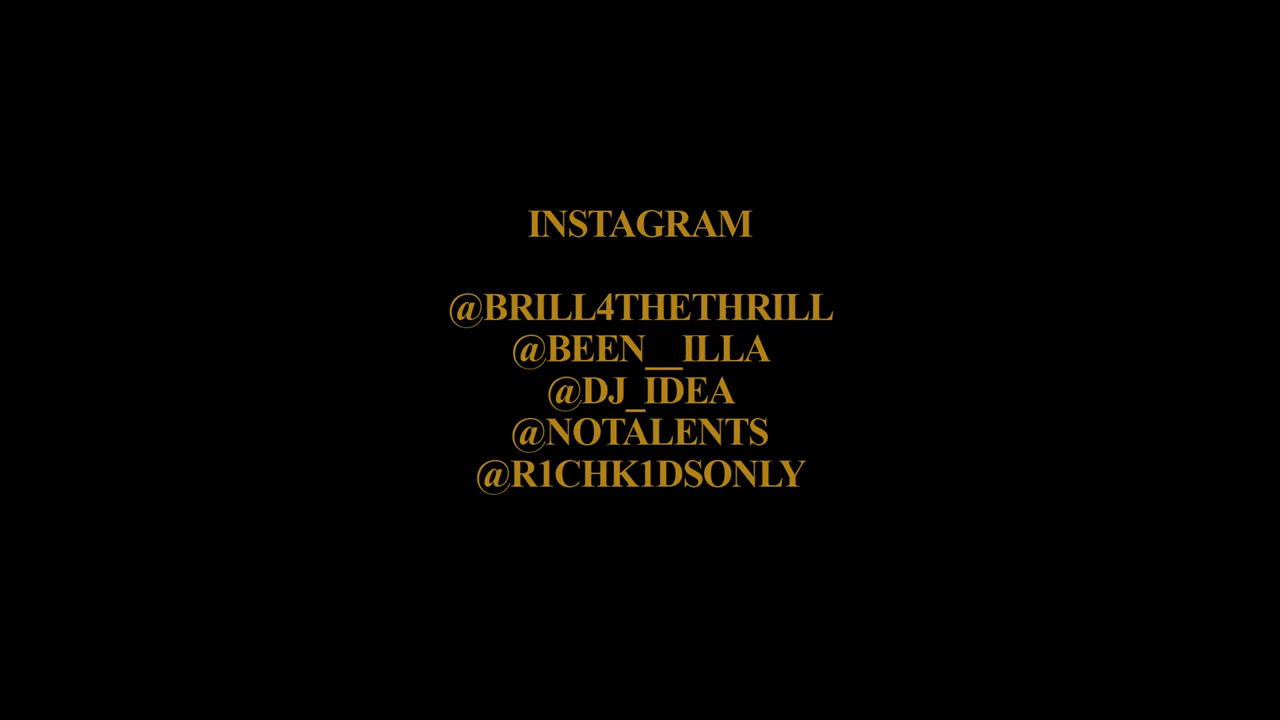 INSTAGRAM
@BRILL4THETHRILL
@BEEN__ILLA
@DJ_IDEA
@NOTALENTS
@R1CHK1DSONLY